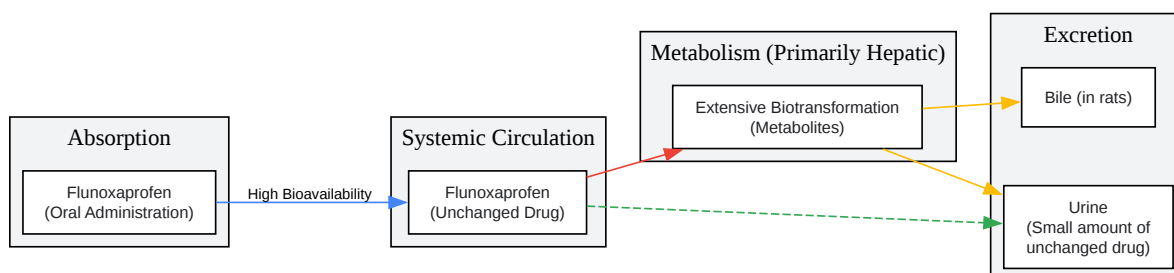 Absorption
Flunoxaprofen
(Oral Administration)
High Bioavailability
Systemic Circulation
Flunoxaprofen
(Unchanged Drug)
Metabolism (Primarily Hepatic)
Extensive Biotransformation
(Metabolites)
Excretion
Bile (in rats)
Urine
(Small amount of
unchanged drug)